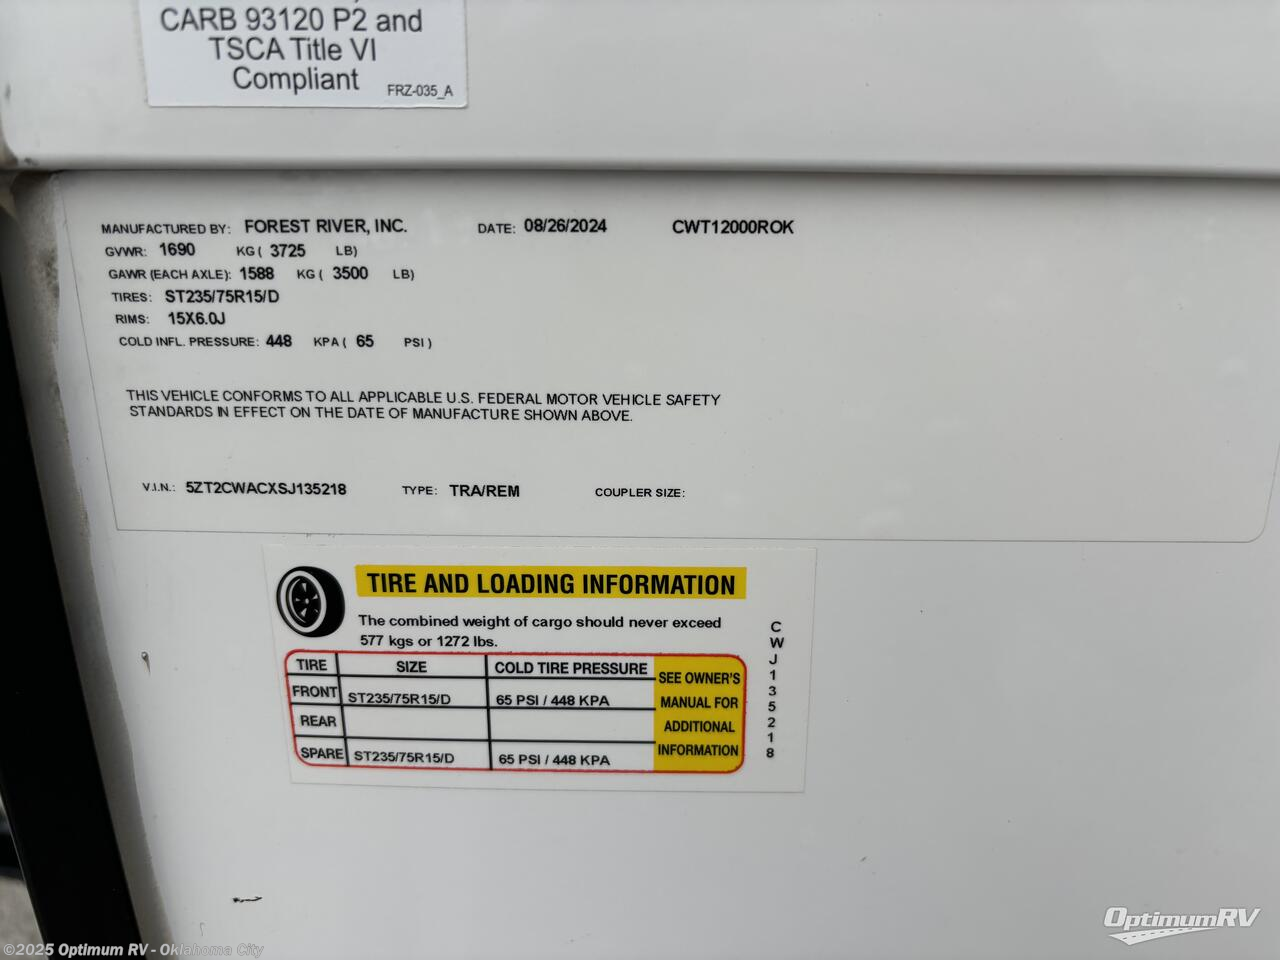 CARB 93120 P2 and
TSCA Title VI
Compliant FRZ-035_A
MANUFACTURED BY: FOREST RIVER, INC. DATE: 08/26/2024 CWT12000ROK
GVWR: 1690 KG ( 3725 LB)
GAWR (EACH AXLE): 1588 KG ( 3500 LB)
TIRES: ST235/75R15/D
RIMS: 15X6.0J
COLD INFL. PRESSURE: 448 KPA ( 65 PSI )
THIS VEHICLE CONFORMS TO ALL APPLICABLE U.S. FEDERAL MOTOR VEHICLE SAFETY
STANDARDS IN EFFECT ON THE DATE OF MANUFACTURE SHOWN ABOVE.
V.I.N.: 5ZT2CWACXSJ135218 TYPE: TRA/REM COUPLER SIZE:
TIRE AND LOADING INFORMATION
The combined weight of cargo should never exceed
577 kgs or 1272 lbs.
TIRE SIZE COLD TIRE PRESSURE
FRONT ST235/75R15/D 65 PSI / 448 KPA
REAR
SPARE ST235/75R15/D 65 PSI / 448 KPA
SEE OWNER'S
MANUAL FOR
ADDITIONAL
INFORMATION
CWJ135218
OptimumRV
©2025 Optimum RV - Oklahoma City